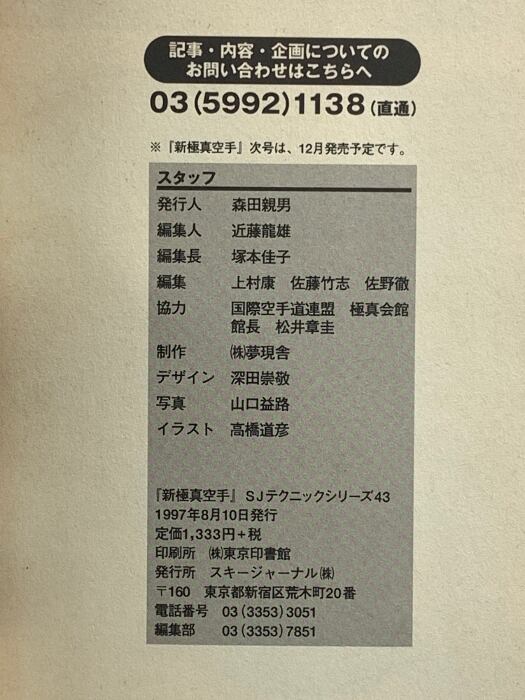 記事・内容・企画についての
お問い合わせはこちらへ
03(5992)1138(直通)
※『新極真空手』次号は、12月発売予定です。
スタッフ
発行人 森田親男
編集人 近藤龍雄
編集長 塚本佳子
編集 上村康 佐藤竹志 佐野徹
協力 国際空手道連盟 極真会館
館長 松井章圭
制作 ㈱夢現舎
デザイン 深田崇敬
写真 山口益路
イラスト 高橋道彦
『新極真空手』SJテクニックシリーズ43
1997年8月10日発行
定価1,333円+税
印刷所 ㈱東京印書館
発行所 スキージャーナル㈱
〒160 東京都新宿区荒木町20番
電話番号 03(3353)3051
編集部 03(3353)7851